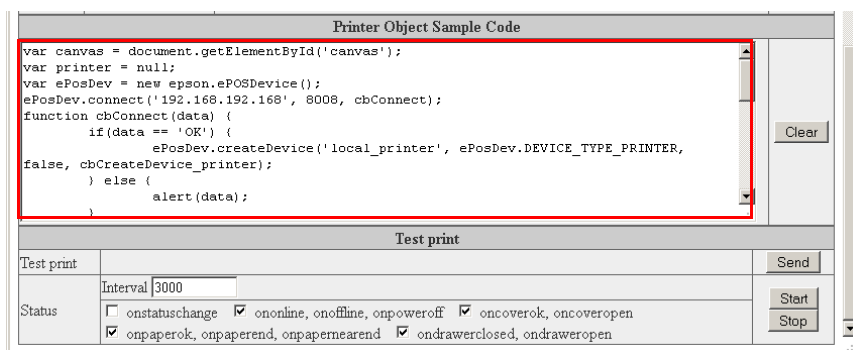 Printer Object Sample Code
var canvas = document.getElementById('canvas');
var printer = null;
var ePosDev = new epson.ePOSDevice();
ePosDev.connect('192.168.192.168', 8008, cbConnect);
function cbConnect(data) {
if(data == 'OK') {
ePosDev.createDevice('local_printer', ePosDev.DEVICE_TYPE_PRINTER,
false, cbCreateDevice_printer);
} else {
alert(data);
}
Clear
Test print
Test print
Send
Status
Interval 3000
onstatuschange ononline, onoffline, onpoweroff oncoverok, oncoveropen
onpaperok, onpaperend, onpapernearend ondrawerclosed, ondraweropen
Start
Stop